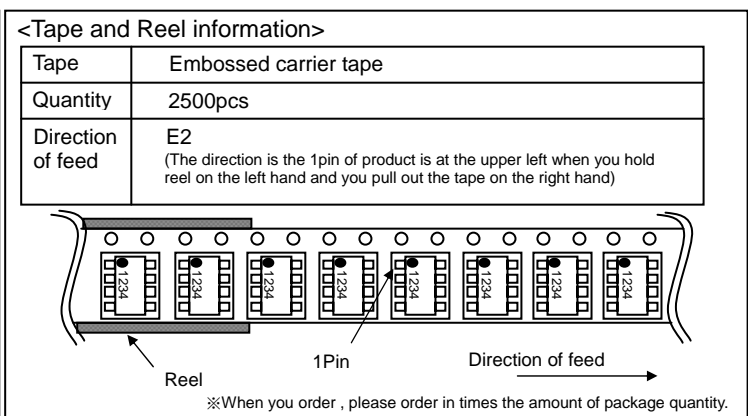 <Tape and Reel information>
Tape Embossed carrier tape
Quantity 2500pcs
Direction of feed E2
(The direction is the 1pin of product is at the upper left when you hold
reel on the left hand and you pull out the tape on the right hand)
1234 1234 1234 1234 1234 1234 1234 1234
Reel
1Pin
Direction of feed
※When you order , please order in times the amount of package quantity.